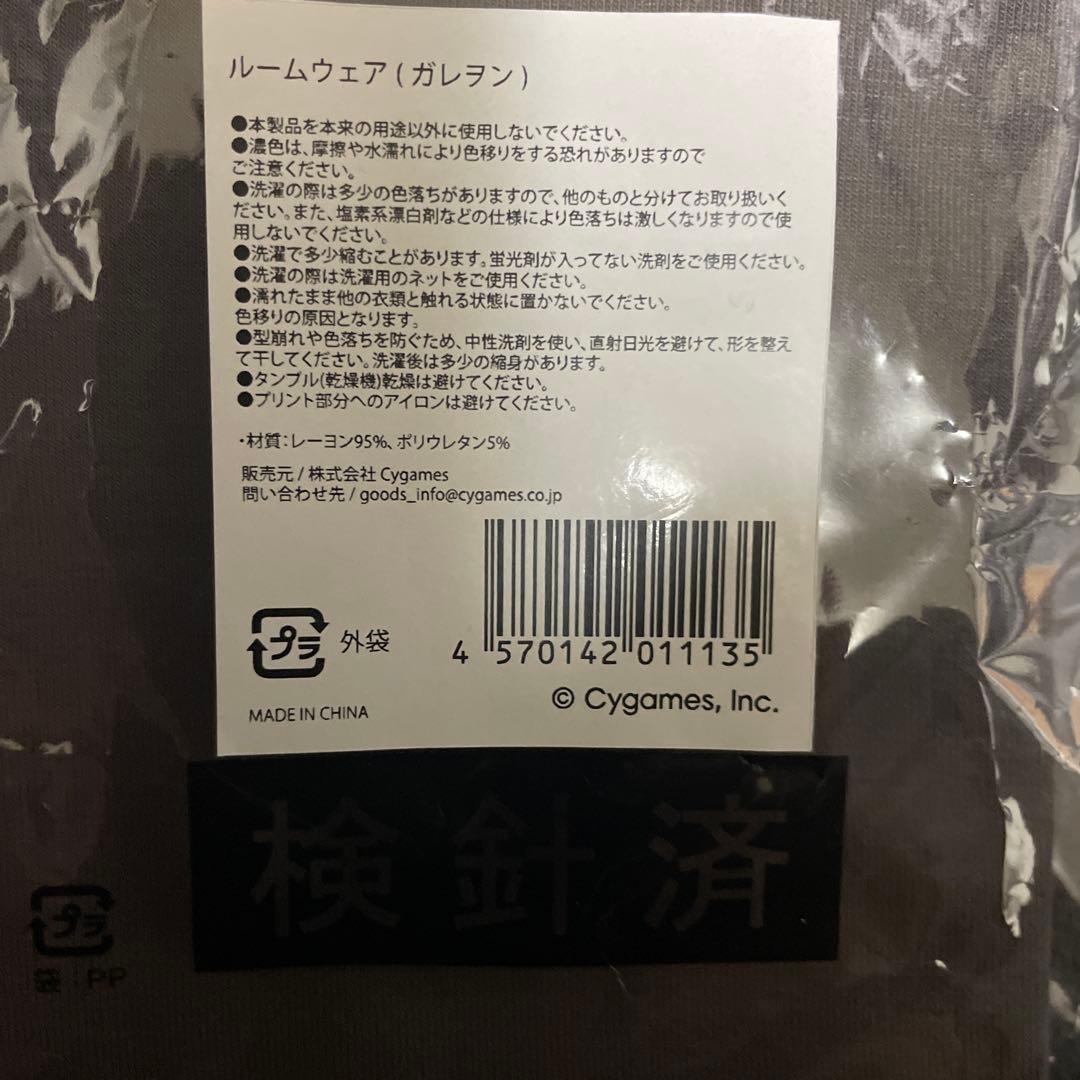 ルームウェア ( ガレヲン )
●本製品を本来の用途以外に使用しないでください。
●濃色は、摩擦や水濡れにより色移りをする恐れがありますので
ご注意ください。
●洗濯の際は多少の色落ちがありますので、他のものと分けてお取り扱いく
ださい。また、塩素系漂白剤などの仕様により色落ちは激しくなりますので使
用しないでください。
●洗濯で多少縮むことがあります。蛍光剤が入ってない洗剤をご使用ください。
●洗濯の際は洗濯用のネットをご使用ください。
●濡れたまま他の衣類と触れる状態に置かないでください。
色移りの原因となります。
●型崩れや色落ちを防ぐため、中性洗剤を使い、直射日光を避けて、形を整え
て干してください。洗濯後は多少の縮身があります。
●タンブル(乾燥機)乾燥は避けてください。
●プリント部分へのアイロンは避けてください。
・材質：レーヨン95%、ポリウレタン5%
販売元 / 株式会社 Cygames
問い合わせ先 / goods_info@cygames.co.jp
プラ 外袋
4 570142 011135
© Cygames, Inc.
MADE IN CHINA
検針済
プラ
袋：PP